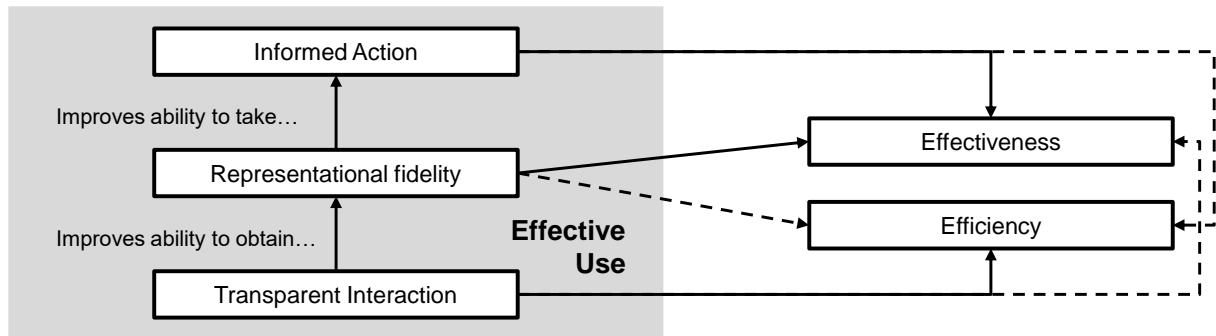 Informed Action
Improves ability to take…
Effectiveness
Representational fidelity
Improves ability to obtain…
Effective
Use
Efficiency
Transparent Interaction